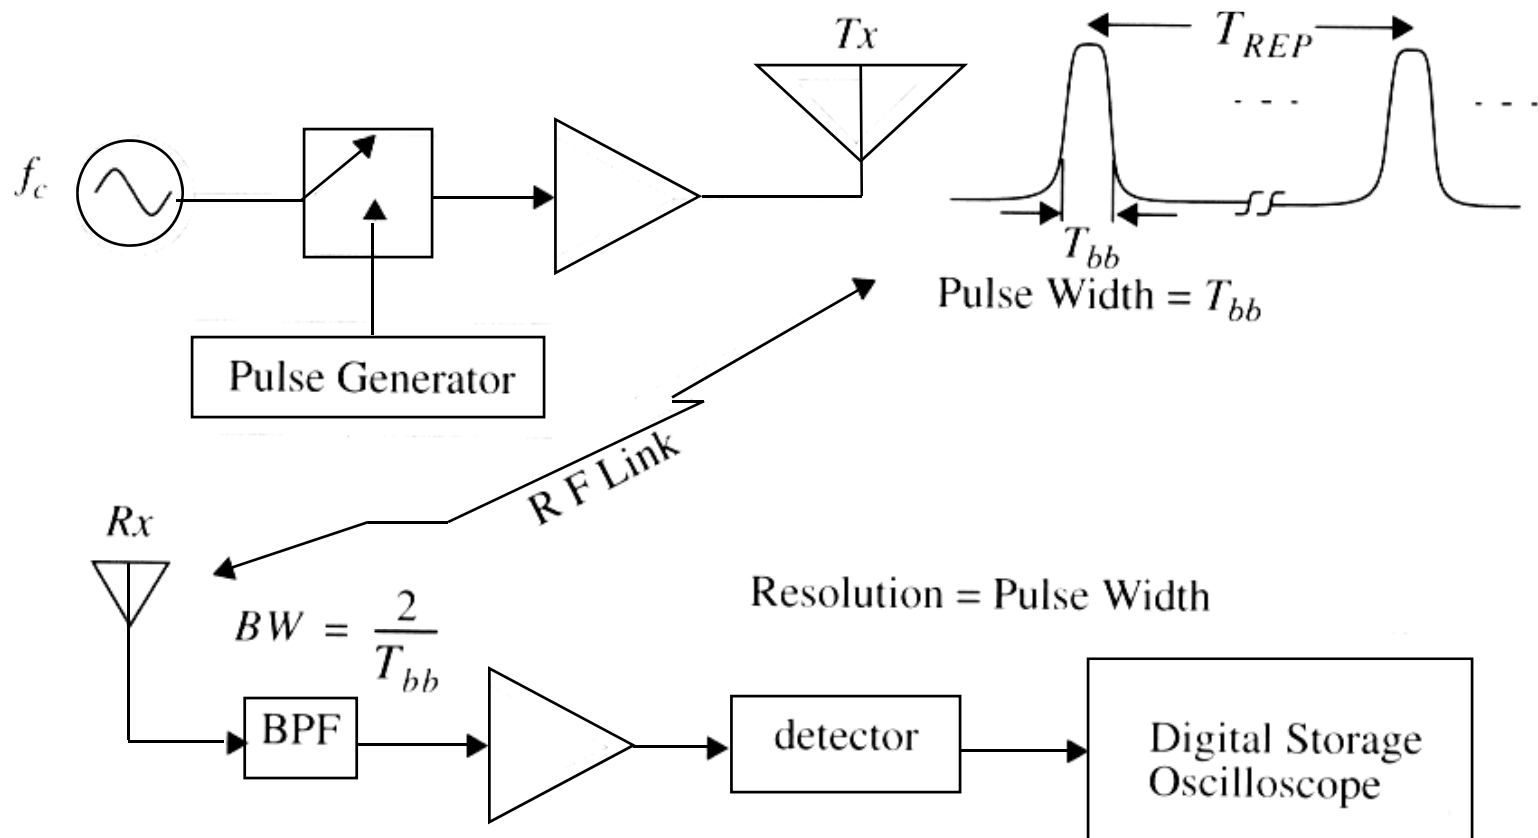 Tx
T_REP
- - -
- - - -
f_c
T_bb
Pulse Width = T_bb
Pulse Generator
R F Link
Rx
BW = 2/T_bb
Resolution = Pulse Width
BPF
detector
Digital Storage
Oscilloscope